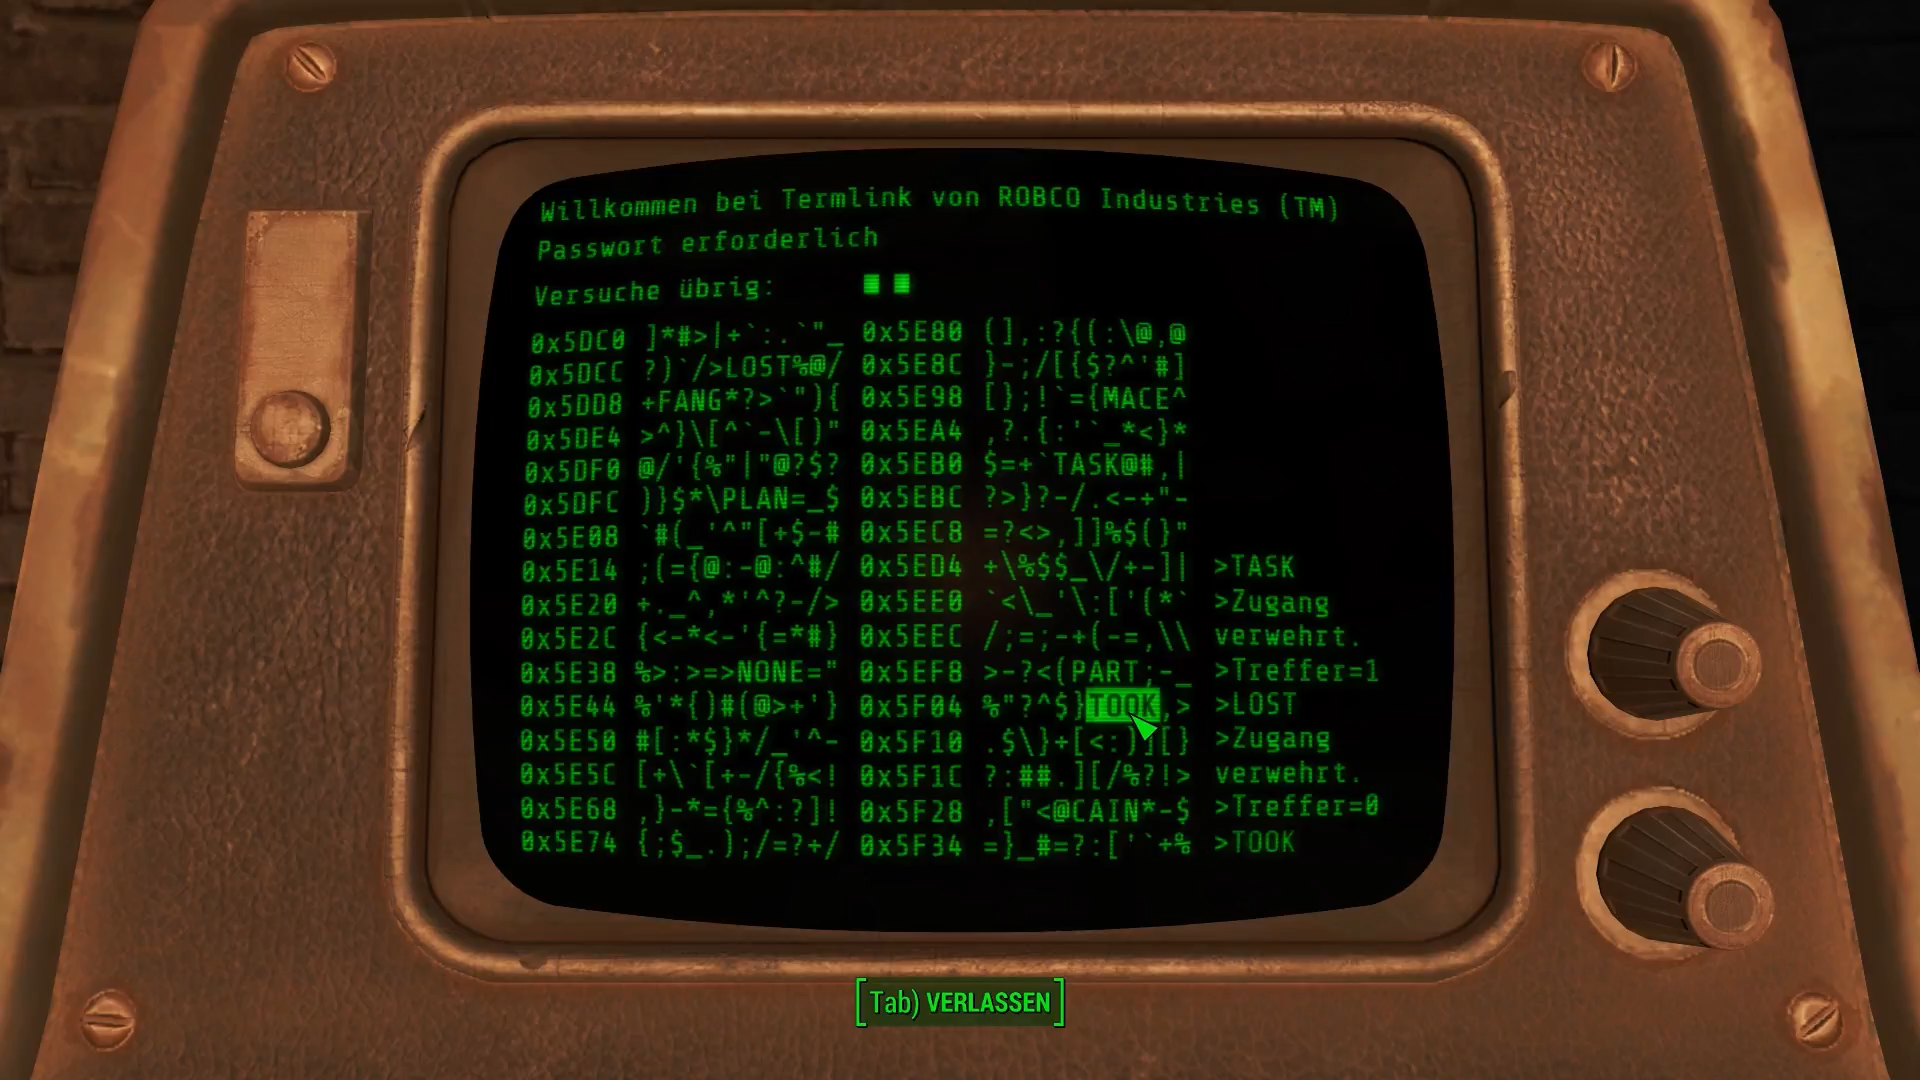 Willkommen bei Termlink von ROBCO Industries (TM)
Passwort erforderlich
Versuche übrig:
0x5DC0 ]*#>|+`:.`"_ 0x5E80 (],:?{(:\@,@
0x5DCC ?)`/>LOST%@/ 0x5E8C }-;/[{$?^'#]
0x5DD8 +FANG*?>`"){ 0x5E98 [};!`={MACE^
0x5DE4 >^}\[^`-\[)" 0x5EA4 ,?.{:'`_*<}*
0x5DF0 @/'{%"|"@?$? 0x5EB0 $=+`TASK@#,|
0x5DFC )}$*\PLAN=_$ 0x5EBC ?>}?-/.<-+"-
0x5E08 `#(_'^"[+$-# 0x5EC8 =?<>,]]%$(}"
0x5E14 ;(={@:-@:^#/ 0x5ED4 +\%$$_\/+-]| >TASK
0x5E20 +._^,*'^?-/> 0x5EE0 `<\_'\:['(*` >Zugang
0x5E2C {<-*<-'{=*#} 0x5EEC /;=;-+(-=,\\ verwehrt.
0x5E38 %>:>=>NONE=" 0x5EF8 >-?<(PART;-_ >Treffer=1
0x5E44 %'*{)#(@>+'} 0x5F04 %"?^$}TOOK,> >LOST
0x5E50 #[:*$}*/_'^- 0x5F10 .$\}+[<:)][} >Zugang
0x5E5C [+\`[+-/{%<! 0x5F1C ?:##.][/%?!> verwehrt.
0x5E68 ,}-*={%^:?]! 0x5F28 ,["<@CAIN*-$ >Treffer=0
0x5E74 {;$_.);/=?+/ 0x5F34 =}_#=?:['`+% >TOOK
[Tab) VERLASSEN]